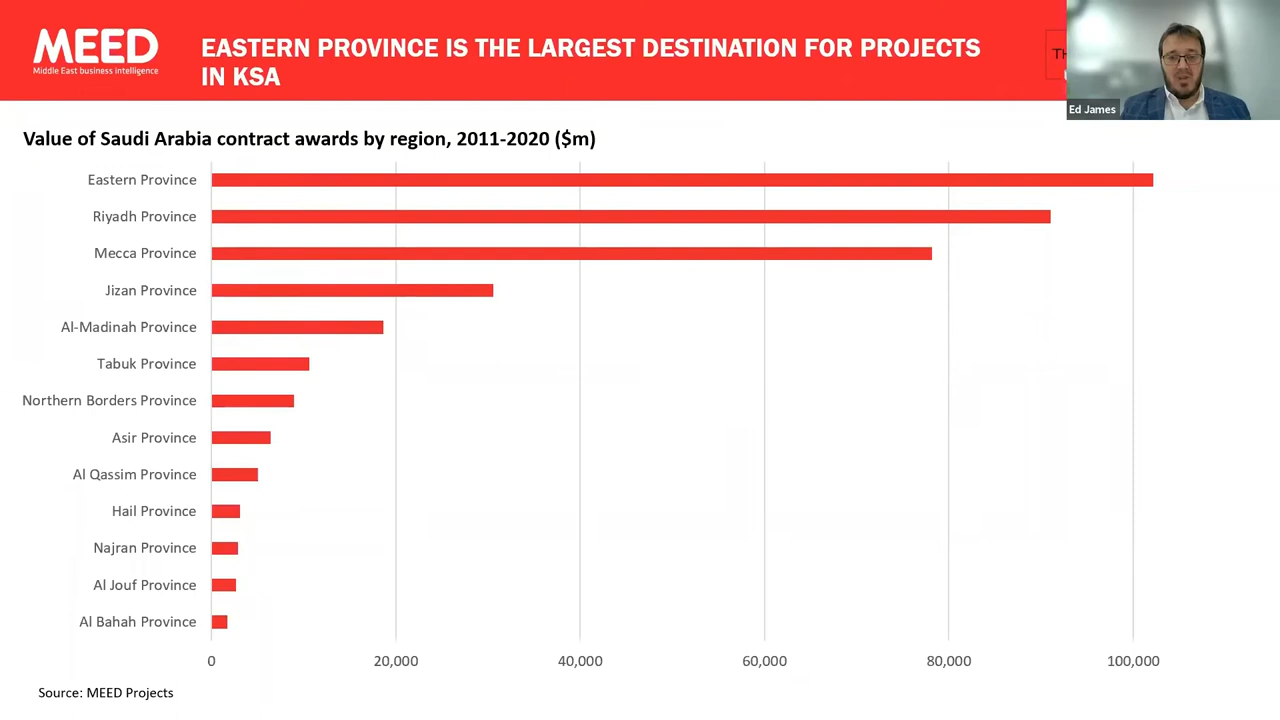 MEED
Middle East business intelligence
EASTERN PROVINCE IS THE LARGEST DESTINATION FOR PROJECTS
IN KSA
Ed James
Value of Saudi Arabia contract awards by region, 2011-2020 ($m)
Eastern Province
Riyadh Province
Mecca Province
Jizan Province
Al-Madinah Province
Tabuk Province
Northern Borders Province
Asir Province
Al Qassim Province
Hail Province
Najran Province
Al Jouf Province
Al Bahah Province
0 20,000 40,000 60,000 80,000 100,000
Source: MEED Projects